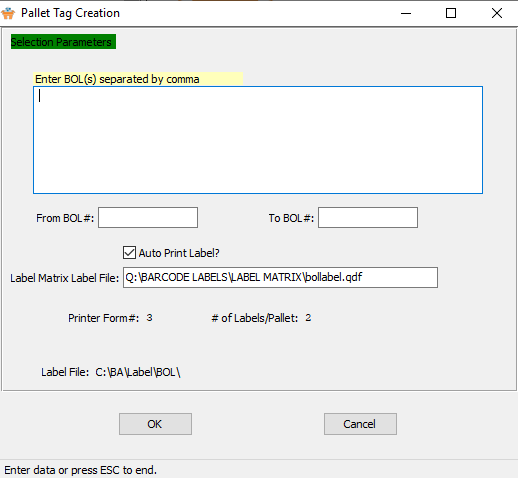 Pallet Tag Creation
Selection Parameters
Enter BOL(s) separated by comma
From BOL#: To BOL#:
Auto Print Label?
Label Matrix Label File: Q:\BARCODE LABELS\LABEL MATRIX\bollabel.qdf
Printer Form#: 3 # of Labels/Pallet: 2
Label File: C:\BA\Label\BOL\
OK Cancel
Enter data or press ESC to end.